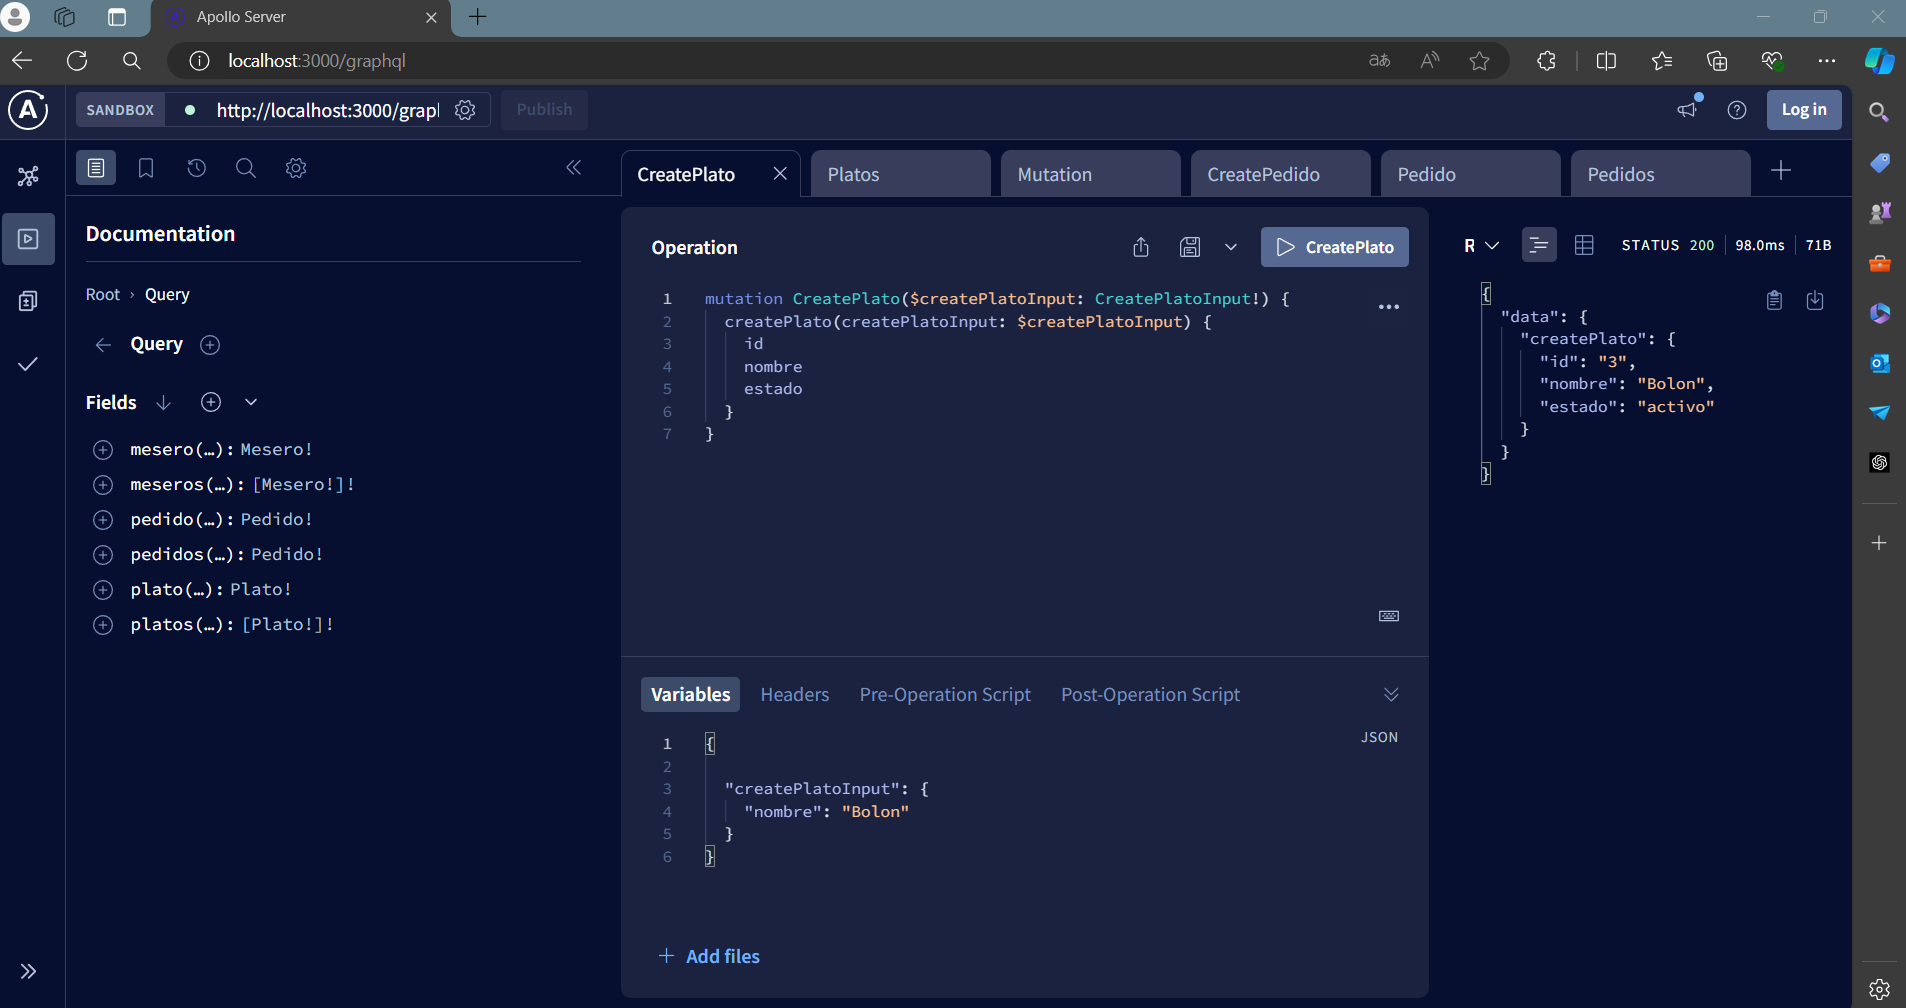 Apollo Server
localhost:3000/graphql
SANDBOX http://localhost:3000/grap Publish Log in
CreatePlato Platos Mutation CreatePedido Pedido Pedidos
Documentation
Root › Query
Query
Fields
mesero(…): Mesero!
meseros(…): [Mesero!]!
pedido(…): Pedido!
pedidos(…): Pedido!
plato(…): Plato!
platos(…): [Plato!]!
Operation CreatePlato
1 mutation CreatePlato($createPlatoInput: CreatePlatoInput!) {
2 createPlato(createPlatoInput: $createPlatoInput) {
3 id
4 nombre
5 estado
6 }
7 }
Variables Headers Pre-Operation Script Post-Operation Script
JSON
1 {
2
3 "createPlatoInput": {
4 "nombre": "Bolon"
5 }
6 }
Add files
R STATUS 200 98.0ms 71B
{
"data": {
"createPlato": {
"id": "3",
"nombre": "Bolon",
"estado": "activo"
}
}
}